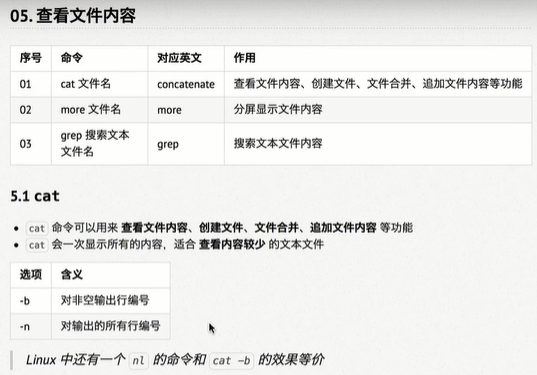 05. 查看文件内容
序号 命令 对应英文 作用
01 cat 文件名 concatenate 查看文件内容、创建文件、文件合并、追加文件内容等功能
02 more 文件名 more 分屏显示文件内容
03 grep 搜索文本 文件名 grep 搜索文本文件内容
5.1 cat
• cat 命令可以用来 查看文件内容、创建文件、文件合并、追加文件内容 等功能
• cat 会一次显示所有的内容，适合 查看内容较少 的文本文件
选项 含义
-b 对非空输出行编号
-n 对输出的所有行编号
Linux 中还有一个 nl 的命令和 cat -b 的效果等价